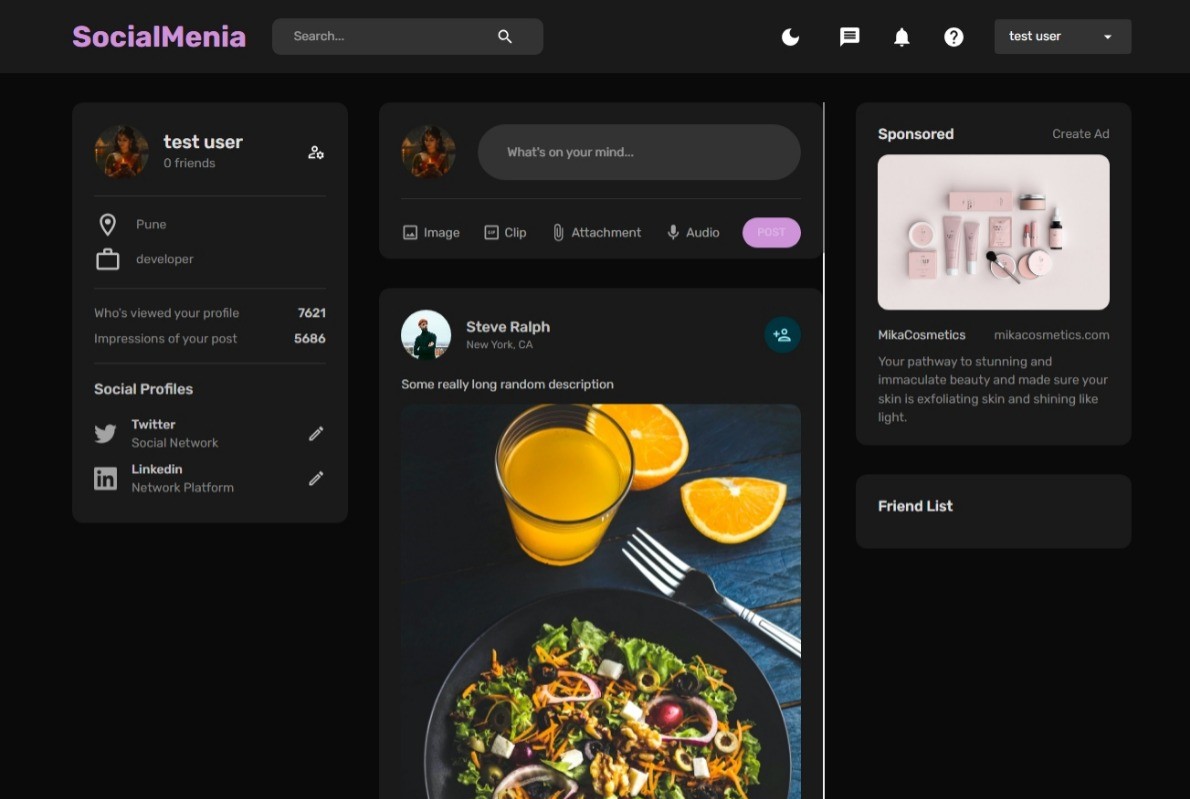 SocialMenia
Search...
test user
test user
0 friends
Pune
developer
Who's viewed your profile 7621
Impressions of your post 5686
Social Profiles
Twitter
Social Network
Linkedin
Network Platform
What's on your mind...
Image Clip Attachment Audio POST
Steve Ralph
New York, CA
Some really long random description
Sponsored Create Ad
MikaCosmetics mikacosmetics.com
Your pathway to stunning and
immaculate beauty and made sure your
skin is exfoliating skin and shining like
light.
Friend List